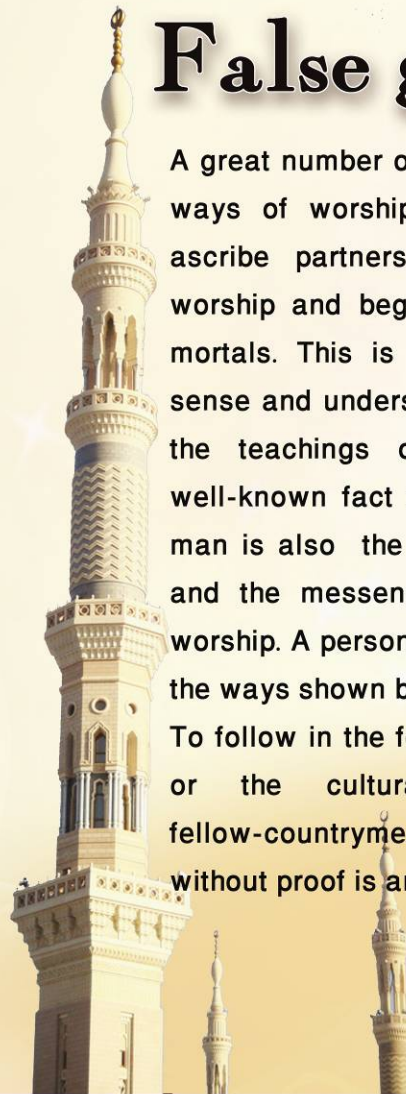 False g
A great number o
ways of worship
ascribe partners
worship and beg
mortals. This is
sense and unders
the teachings o
well-known fact
man is also the
and the messen
worship. A person
the ways shown b
To follow in the f
or the cultura
fellow-countryme
without proof is a